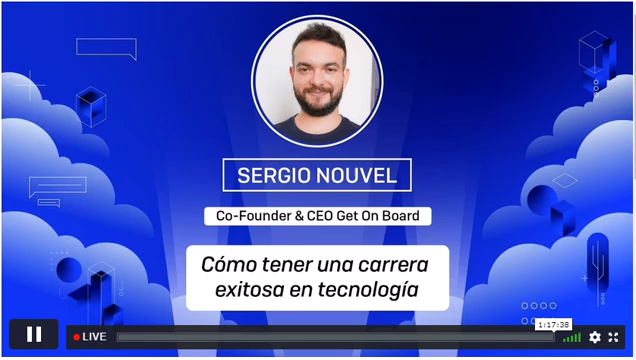 SERGIO NOUVEL
Co-Founder & CEO Get On Board
Cómo tener una carrera
exitosa en tecnología
1:17:38
LIVE